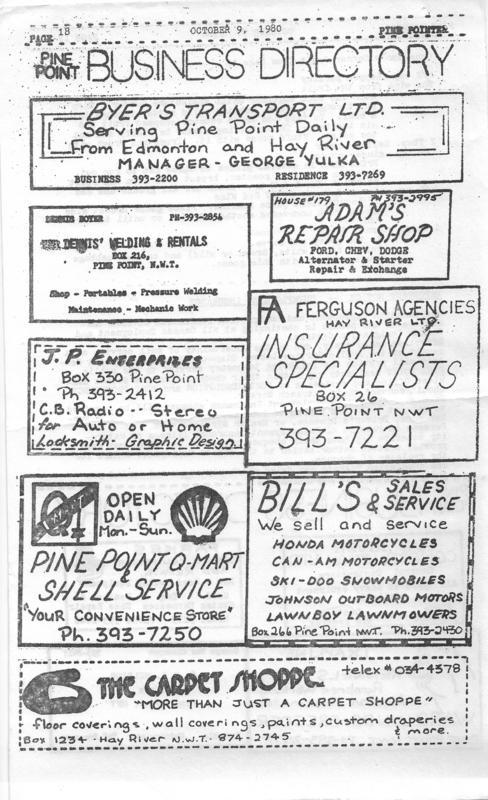 PAGE 18 OCTOBER 9, 1980 PINE POINTER
PINE POINT BUSINESS DIRECTORY
BYER'S TRANSPORT LTD.
Serving Pine Point Daily
From Edmonton and Hay River
MANAGER - GEORGE YULKA
BUSINESS 393-2200 RESIDENCE 393-7269
DENNIS BOYER PH-393-2856
DENNIS' WELDING & RENTALS
BOX 216,
PINE POINT, N.W.T.
Shop - Portables - Pressure Welding
Maintenance - Mechanic Work
HOUSE #179 PH 393-2995
ADAM'S
REPAIR SHOP
FORD, CHEV, DODGE
Alternator & Starter
Repair & Exchange
J.P. ENTERPRIZES
BOX 330 Pine Point
Ph 393-2412
C.B. Radio -- Stereo
for Auto or Home
Locksmith - Graphic Design
FA FERGUSON AGENCIES
HAY RIVER LTD.
INSURANCE
SPECIALISTS
BOX 26
PINE POINT NWT
393-7221
OPEN
DAILY
Mon.-Sun.
PINE POINT Q-MART
&
SHELL SERVICE
"YOUR CONVENIENCE STORE"
Ph. 393-7250
BILL'S & SALES SERVICE
We sell and service
HONDA MOTORCYCLES
CAN-AM MOTORCYCLES
SKI-DOO SNOWMOBILES
JOHNSON OUTBOARD MOTORS
LAWNBOY LAWNMOWERS
Box 266 Pine Point NWT. Ph. 393-2430
THE CARPET SHOPPE telex # 034-4378
"MORE THAN JUST A CARPET SHOPPE"
floor coverings, wall coverings, paints, custom draperies
& more.
Box 1234 - Hay River N.W.T. - 874-2745